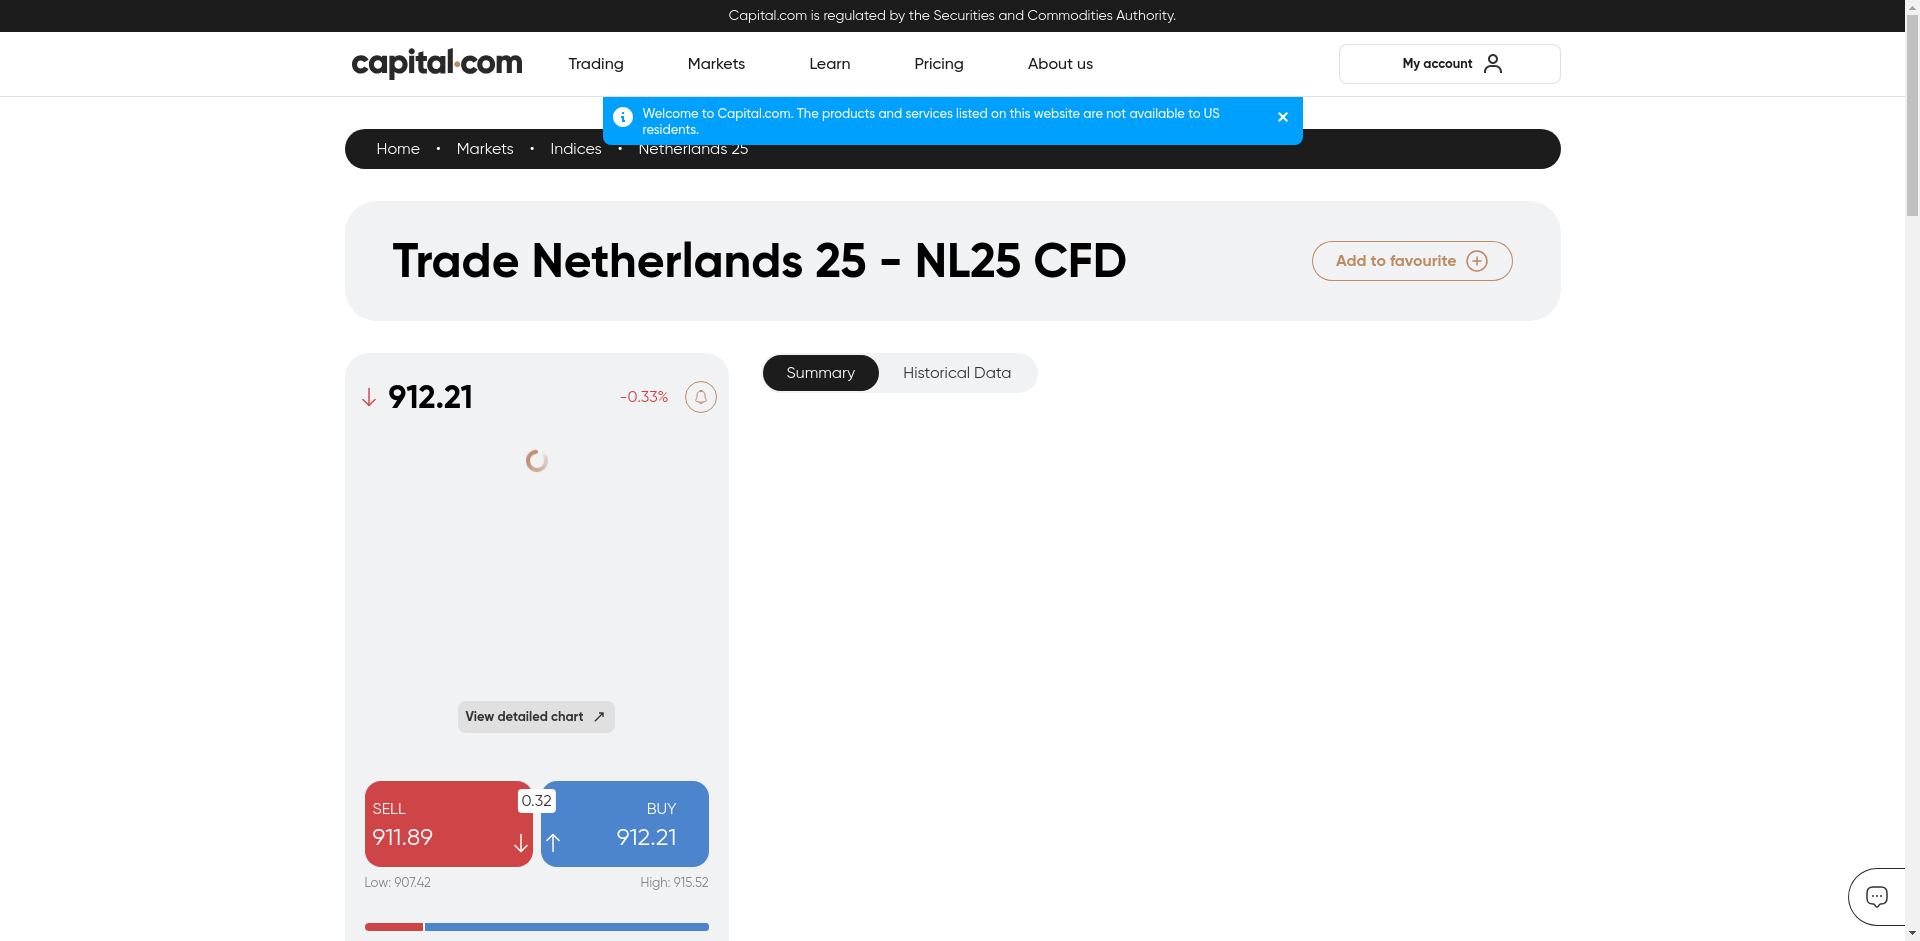 Capital.com is regulated by the Securities and Commodities Authority.
capital.com
Trading
Markets
Learn
Pricing
About us
My account
Welcome to Capital.com. The products and services listed on this website are not available to US
residents.
Home • Markets • Indices • Netherlands 25
Trade Netherlands 25 - NL25 CFD
Add to favourite
912.21
-0.33%
Summary
Historical Data
View detailed chart
SELL
911.89
0.32
BUY
912.21
Low: 907.42
High: 915.52